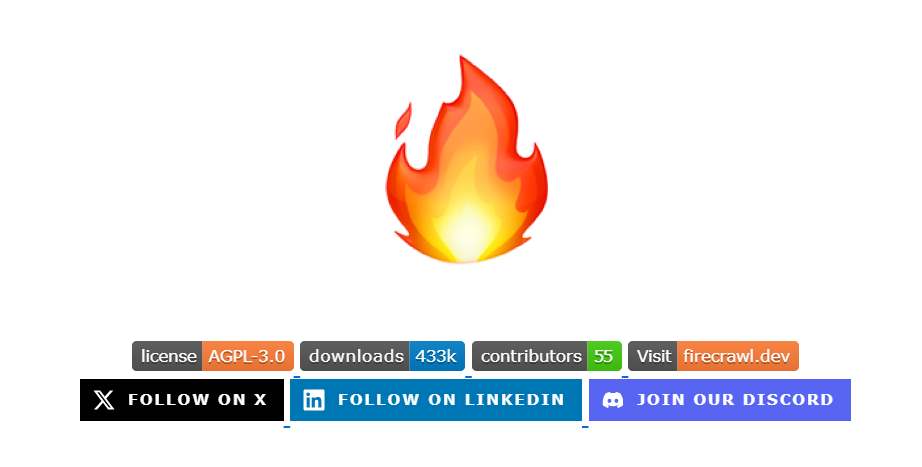 license AGPL-3.0 downloads 433k contributors 55 Visit firecrawl.dev
FOLLOW ON X FOLLOW ON LINKEDIN JOIN OUR DISCORD